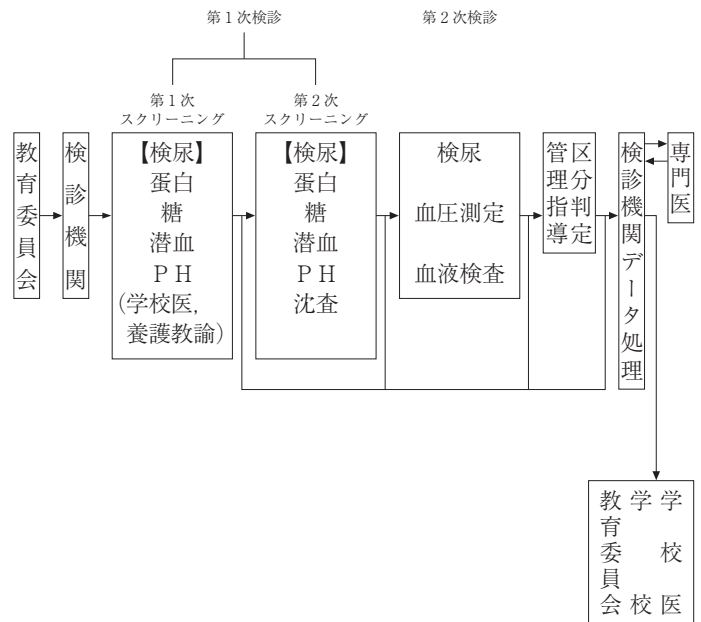 第1次検診
第2次検診
第1次
スクリーニング
第2次
スクリーニング
教育委員会
検診機関
【検尿】
蛋白
糖
潜血
PH
(学校医,
養護教諭)
【検尿】
蛋白
糖
潜血
PH
沈査
検尿
血圧測定
血液検査
区分判定
管理指導
検診機関データ処理
専門医
学校医
学校
教育委員会